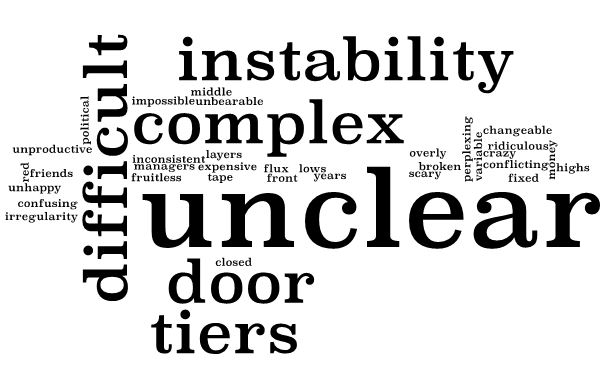 instability
difficult
middle
impossible
unbearable
political
complex
unproductive
red
friends
unhappy
confusing
irregularity
inconsistent
layers
managers
expensive
fruitless
tape
flux
lows
front
years
overly
broken
scary
perplexing
variable
changeable
ridiculous
crazy
conflicting
money
highs
fixed
unclear
closed
door
tiers